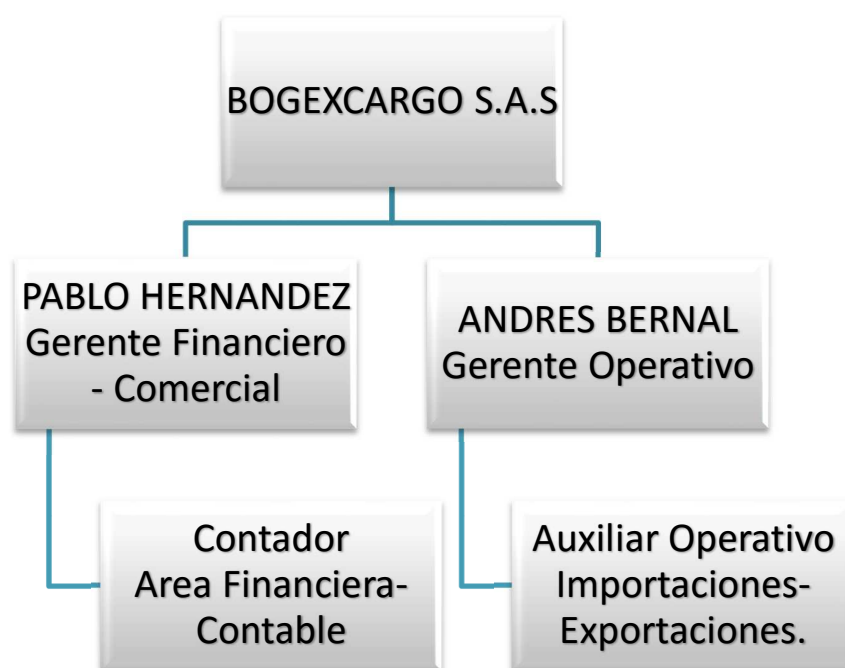 BOGEXCARGO S.A.S
PABLO HERNANDEZ
Gerente Financiero
- Comercial
ANDRES BERNAL
Gerente Operativo
Contador
Area Financiera-
Contable
Auxiliar Operativo
Importaciones-
Exportaciones.